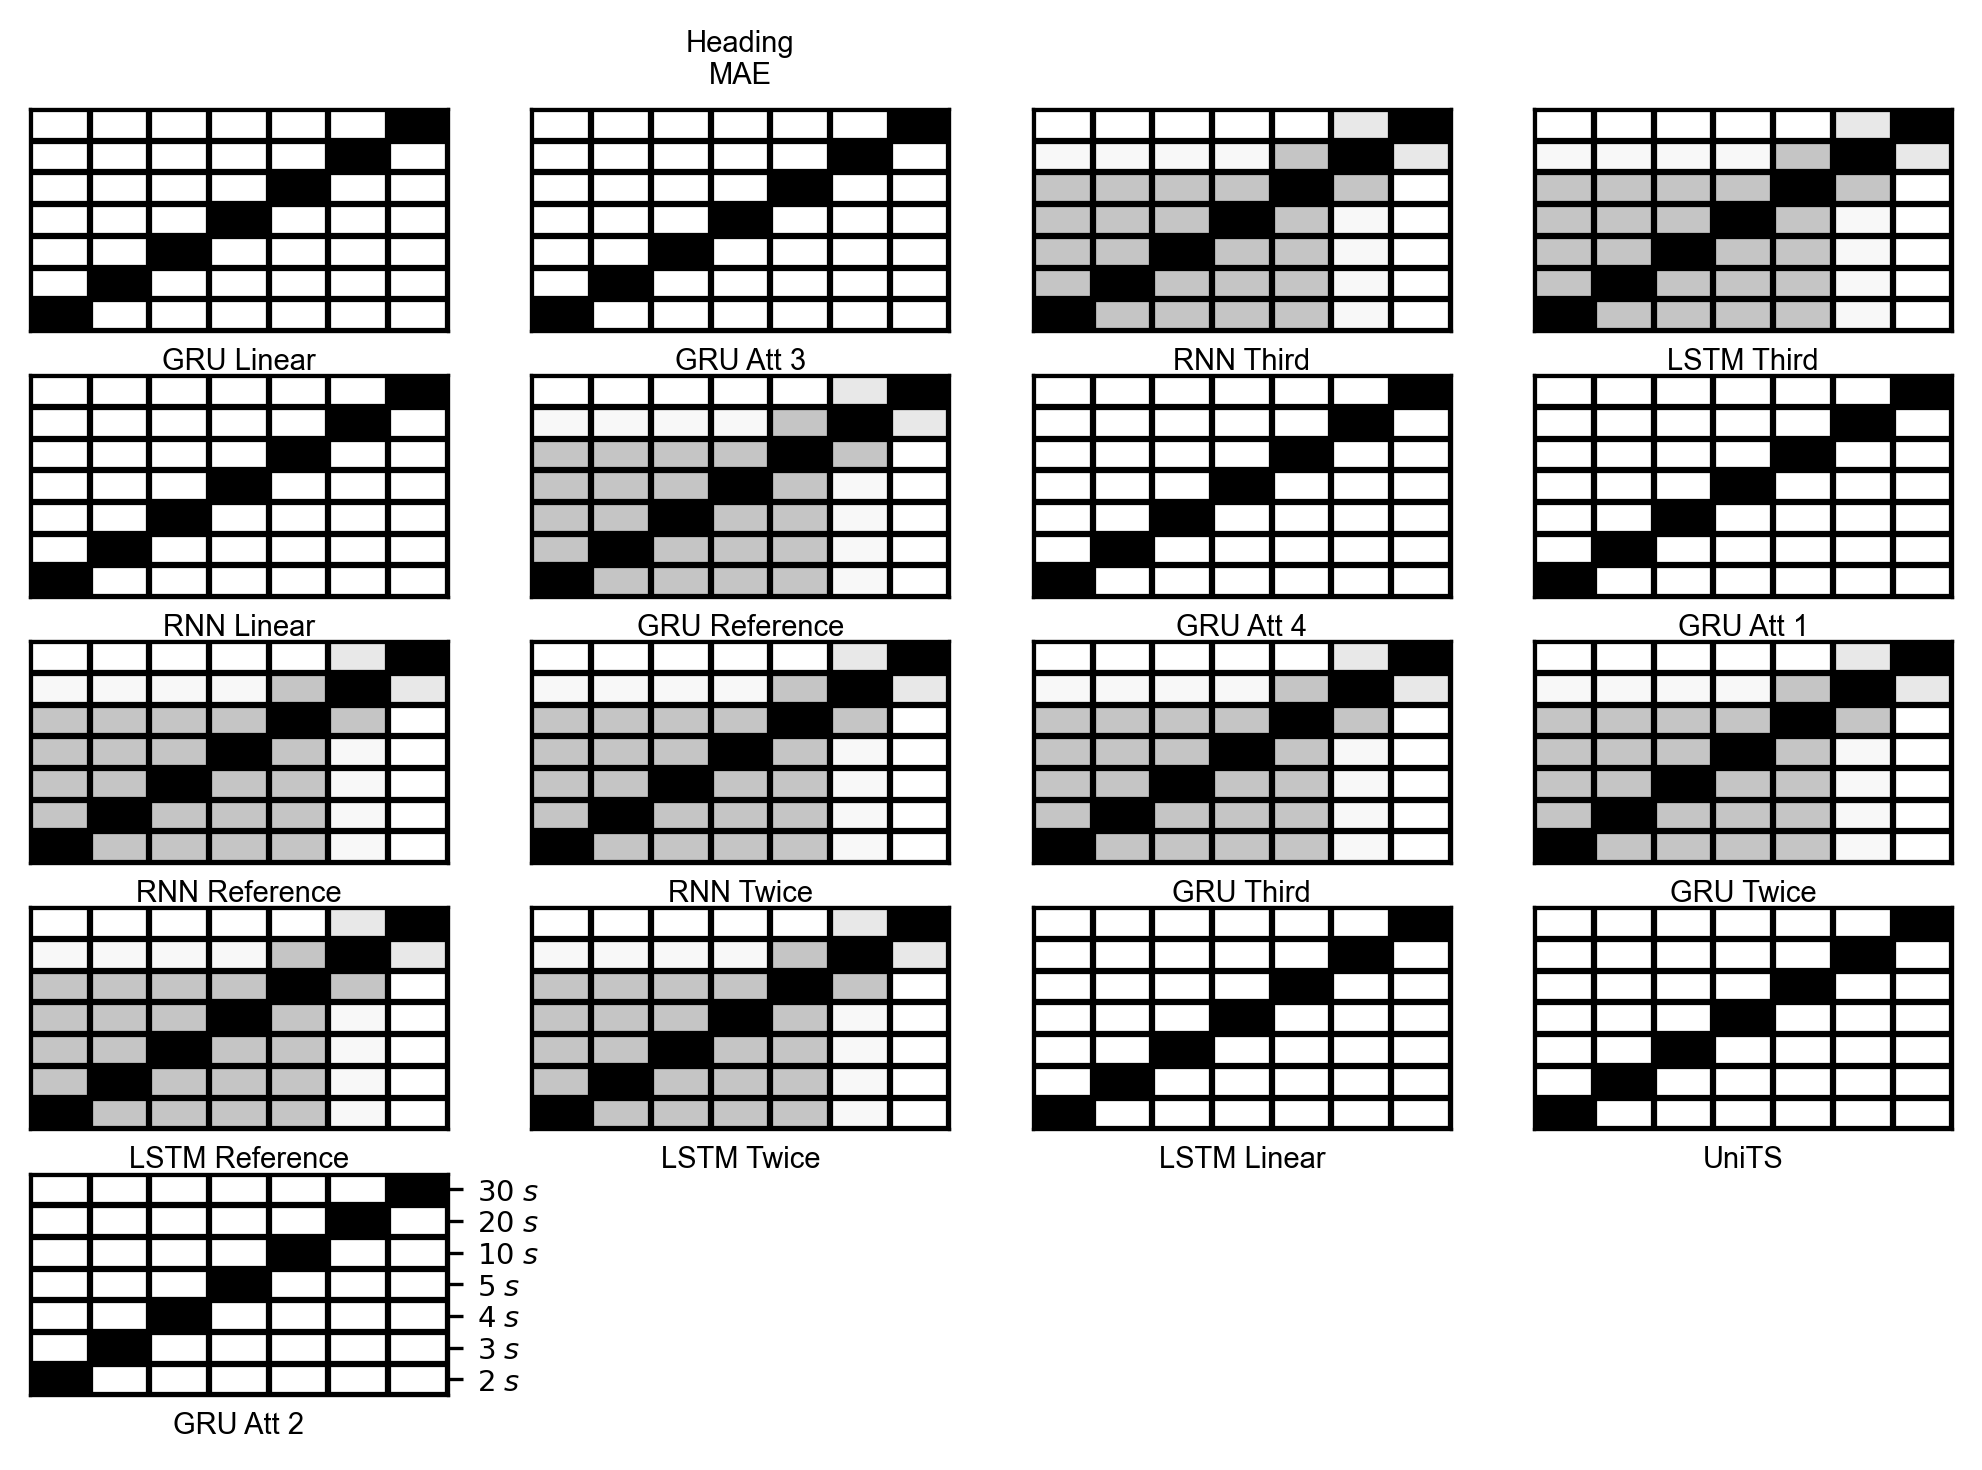 Heading
MAE
GRU Linear
GRU Att 3
RNN Third
LSTM Third
RNN Linear
GRU Reference
GRU Att 4
GRU Att 1
RNN Reference
RNN Twice
GRU Third
GRU Twice
LSTM Reference
LSTM Twice
LSTM Linear
UniTS
30 s
20 s
10 s
5 s
4 s
3 s
2 s
GRU Att 2